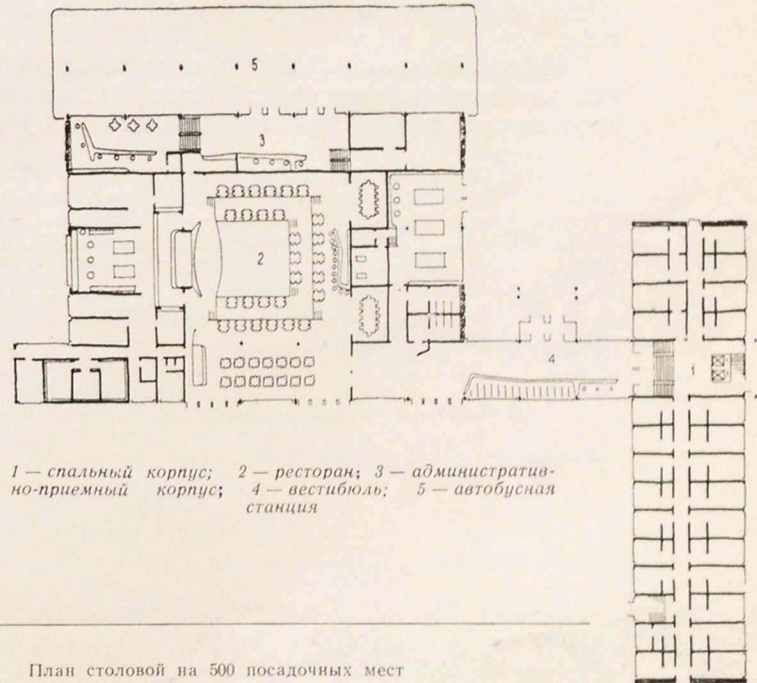 5
3
2
4
1
1 — спальный корпус; 2 — ресторан; 3 — административ-
но-приемный корпус; 4 — вестибюль; 5 — автобусная
станция
План столовой на 500 посадочных мест